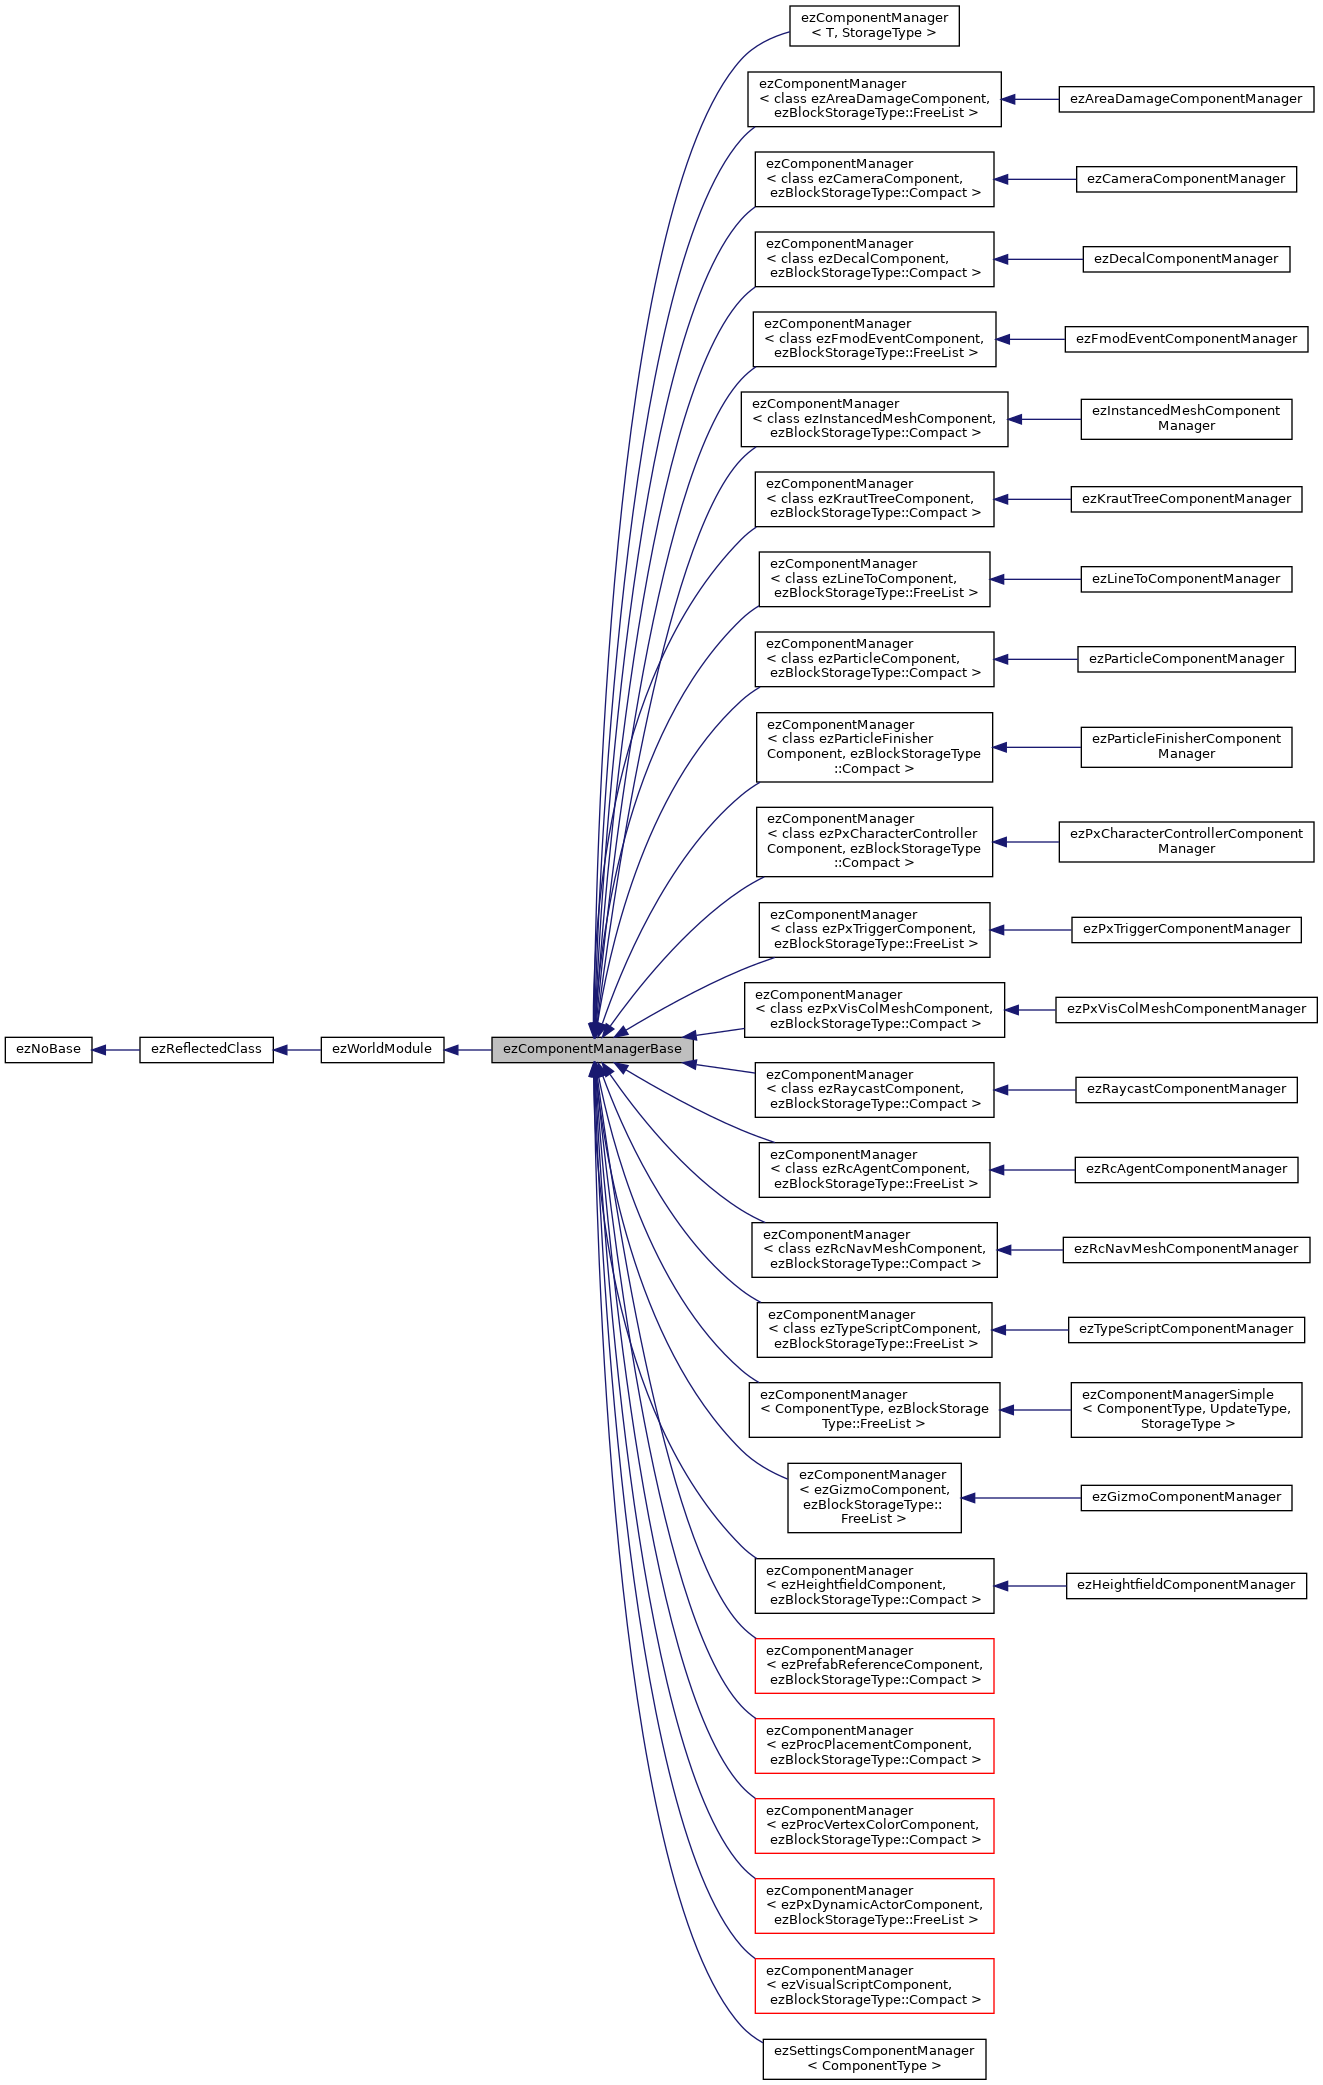 ezComponentManager
< T, StorageType >
ezComponentManager
< class ezAreaDamageComponent,
ezBlockStorageType::FreeList >
ezAreaDamageComponentManager
ezComponentManager
< class ezCameraComponent,
ezBlockStorageType::Compact >
ezCameraComponentManager
ezComponentManager
< class ezDecalComponent,
ezBlockStorageType::Compact >
ezDecalComponentManager
ezComponentManager
< class ezFmodEventComponent,
ezBlockStorageType::FreeList >
ezFmodEventComponentManager
ezComponentManager
< class ezInstancedMeshComponent,
ezBlockStorageType::Compact >
ezInstancedMeshComponent
Manager
ezComponentManager
< class ezKrautTreeComponent,
ezBlockStorageType::Compact >
ezKrautTreeComponentManager
ezComponentManager
< class ezLineToComponent,
ezBlockStorageType::FreeList >
ezLineToComponentManager
ezComponentManager
< class ezParticleComponent,
ezBlockStorageType::Compact >
ezParticleComponentManager
ezComponentManager
< class ezParticleFinisher
Component, ezBlockStorageType
::Compact >
ezParticleFinisherComponent
Manager
ezComponentManager
< class ezPxCharacterController
Component, ezBlockStorageType
::Compact >
ezPxCharacterControllerComponent
Manager
ezComponentManager
< class ezPxTriggerComponent,
ezBlockStorageType::FreeList >
ezPxTriggerComponentManager
ezComponentManager
< class ezPxVisColMeshComponent,
ezBlockStorageType::Compact >
ezPxVisColMeshComponentManager
ezNoBase
ezReflectedClass
ezWorldModule
ezComponentManagerBase
ezComponentManager
< class ezRaycastComponent,
ezBlockStorageType::Compact >
ezRaycastComponentManager
ezComponentManager
< class ezRcAgentComponent,
ezBlockStorageType::FreeList >
ezRcAgentComponentManager
ezComponentManager
< class ezRcNavMeshComponent,
ezBlockStorageType::Compact >
ezRcNavMeshComponentManager
ezComponentManager
< class ezTypeScriptComponent,
ezBlockStorageType::FreeList >
ezTypeScriptComponentManager
ezComponentManager
< ComponentType, ezBlockStorage
Type::FreeList >
ezComponentManagerSimple
< ComponentType, UpdateType,
StorageType >
ezComponentManager
< ezGizmoComponent,
ezBlockStorageType::
FreeList >
ezGizmoComponentManager
ezComponentManager
< ezHeightfieldComponent,
ezBlockStorageType::Compact >
ezHeightfieldComponentManager
ezComponentManager
< ezPrefabReferenceComponent,
ezBlockStorageType::Compact >
ezComponentManager
< ezProcPlacementComponent,
ezBlockStorageType::Compact >
ezComponentManager
< ezProcVertexColorComponent,
ezBlockStorageType::Compact >
ezComponentManager
< ezPxDynamicActorComponent,
ezBlockStorageType::FreeList >
ezComponentManager
< ezVisualScriptComponent,
ezBlockStorageType::Compact >
ezSettingsComponentManager
< ComponentType >